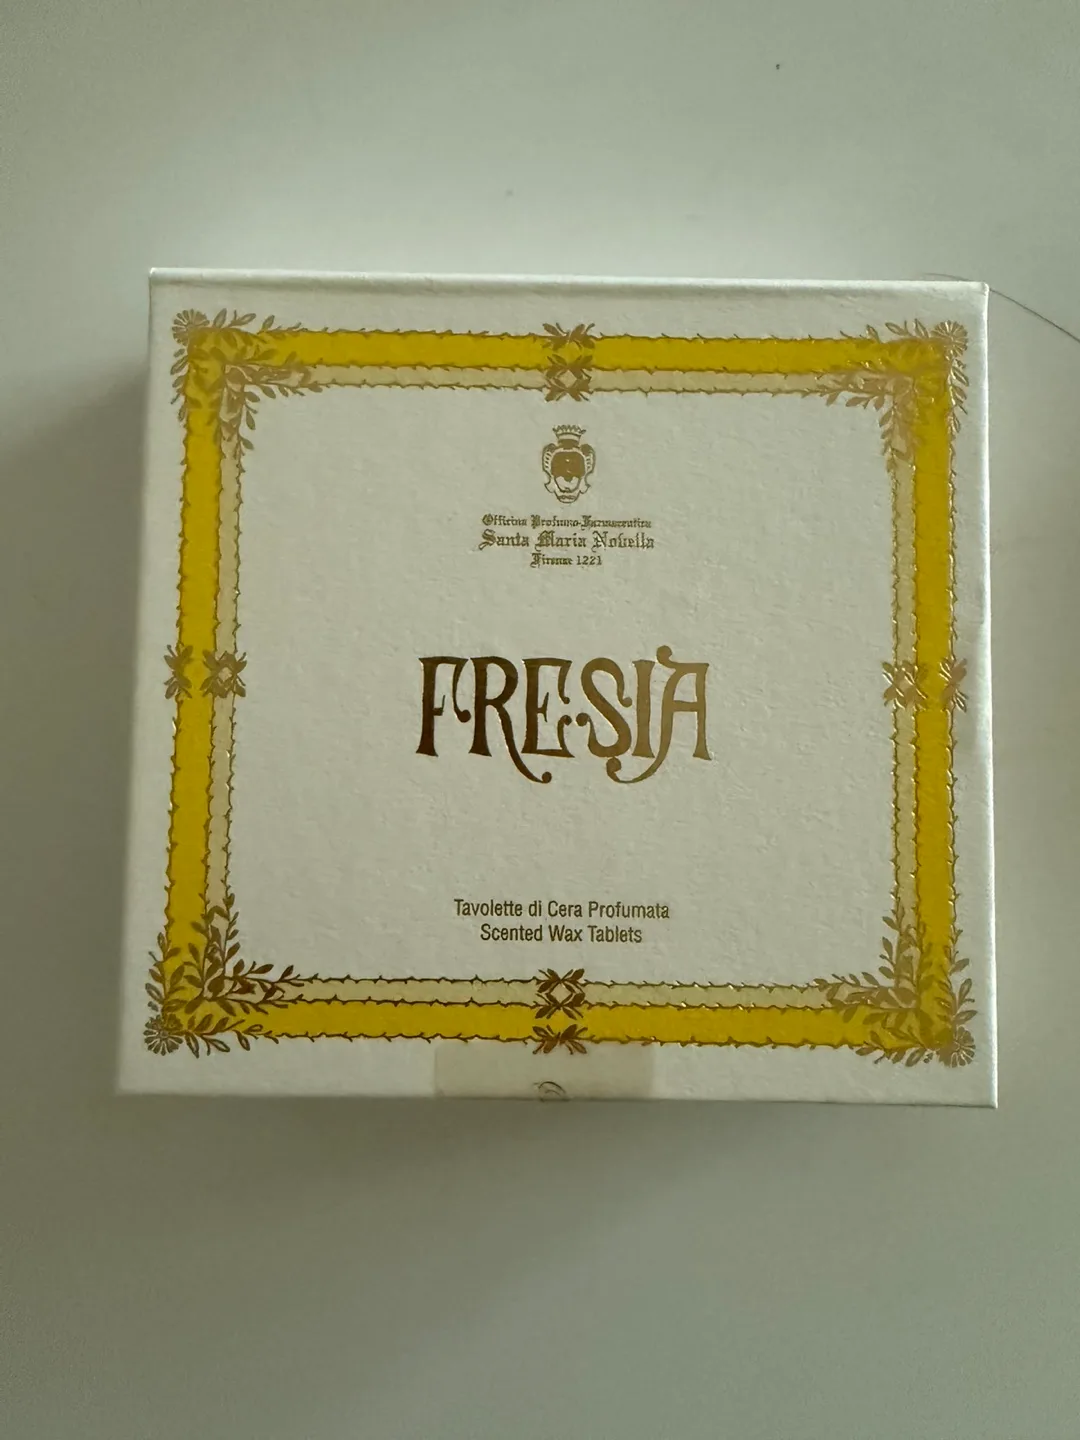 Officina Profumo-Farmaceutica
Santa Maria Novella
Firenze 1221
FRESIA
Tavolette di Cera Profumata
Scented Wax Tablets